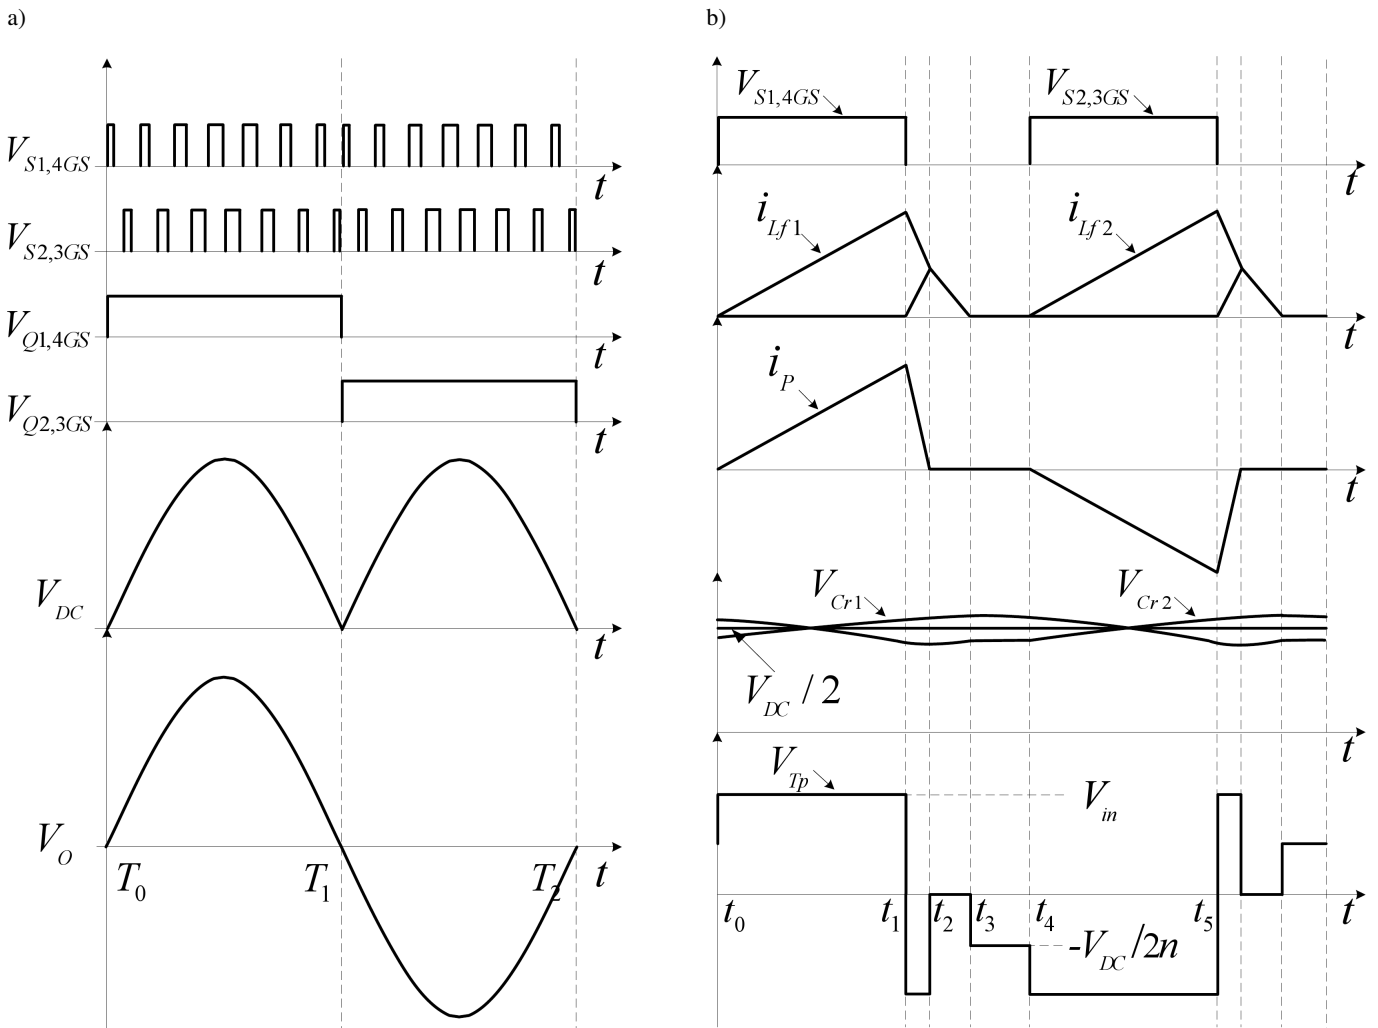 a)
V_S1,4GS
t
V_S2,3GS
t
V_Q1,4GS
t
V_Q2,3GS
t
V_DC
t
V_O
T_0
T_1
T_2
t
b)
V_S1,4GS
V_S2,3GS
t
i_Lf1
i_Lf2
t
i_P
t
V_Cr1
V_Cr2
V_DC / 2
t
V_Tp
V_in
t_0
t_1
t_2
t_3
t_4
t_5
t
-V_DC/2n